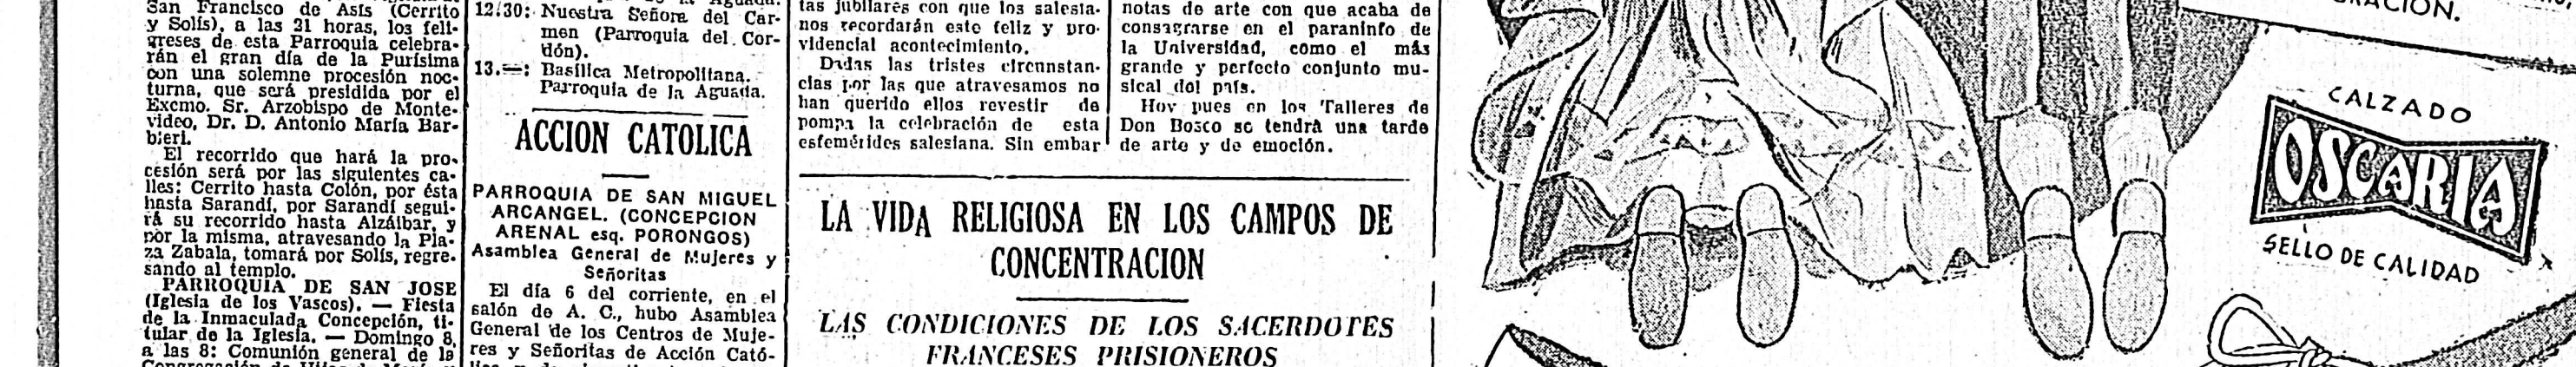 San Francisco de Asís (Cerrito
y Solís), a las 21 horas, los feli-
greses de esta Parroquia celebra-
rán el gran día de la Purísima
con una solemne procesión noc-
turna, que será presidida por el
Excmo. Sr. Arzobispo de Monte-
video, Dr. D. Antonio María Bar-
bieri.
El recorrido que hará la pro-
cesión será por las siguientes ca-
lles: Cerrito hasta Colón, por ésta
hasta Sarandí, por Sarandí segui-
rá su recorrido hasta Alzáibar, y
por la misma, atravesando la Pla-
za Zabala, tomará por Solís, regre-
sando al templo.
PARROQUIA DE SAN JOSE
(Iglesia de los Vascos). — Fiesta
de la Inmaculada Concepción, ti-
tular de la Iglesia. — Domingo 8,
a las 8: Comunión general de la
12.30: Nuestra Señora del Car-
men (Parroquia del Cor-
dón).
13.—: Basílica Metropolitana.
Parroquia de la Aguada.
ACCION CATOLICA
PARROQUIA DE SAN MIGUEL
ARCANGEL. (CONCEPCION
ARENAL esq. PORONGOS)
Asamblea General de Mujeres y
Señoritas
El día 6 del corriente, en el
salón de A. C., hubo Asamblea
General de los Centros de Muje-
res y Señoritas de Acción Cató-
tas jubilares con que los salesia-
nos recordarán este feliz y pro-
videncial acontecimiento.
Dadas las tristes circunstan-
cias por las que atravesamos no
han querido ellos revestir de
pompa la celebración de esta
esfemérides salesiana. Sin embar
notas de arte con que acaba de
consagrarse en el paraninfo de
la Universidad, como el más
grande y perfecto conjunto mu-
sical del país.
Hoy pues en los Talleres de
Don Bosco se tendrá una tarde
de arte y de emoción.
LA VIDA RELIGIOSA EN LOS CAMPOS DE
CONCENTRACION
LAS CONDICIONES DE LOS SACERDOTES
FRANCESES PRISIONEROS
CALZADO
OSCARIA
SELLO DE CALIDAD